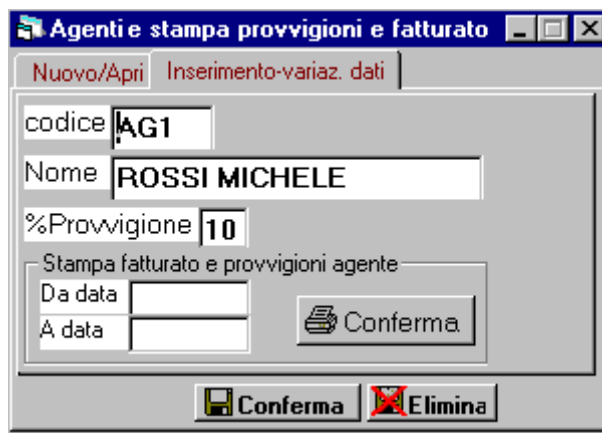 Agenti e stampa provvigioni e fatturato
Nuovo/Apri Inserimento-variaz. dati
codice AG1
Nome ROSSI MICHELE
%Provvigione 10
Stampa fatturato e provvigioni agente
Da data
A data
Conferma
Conferma Elimina